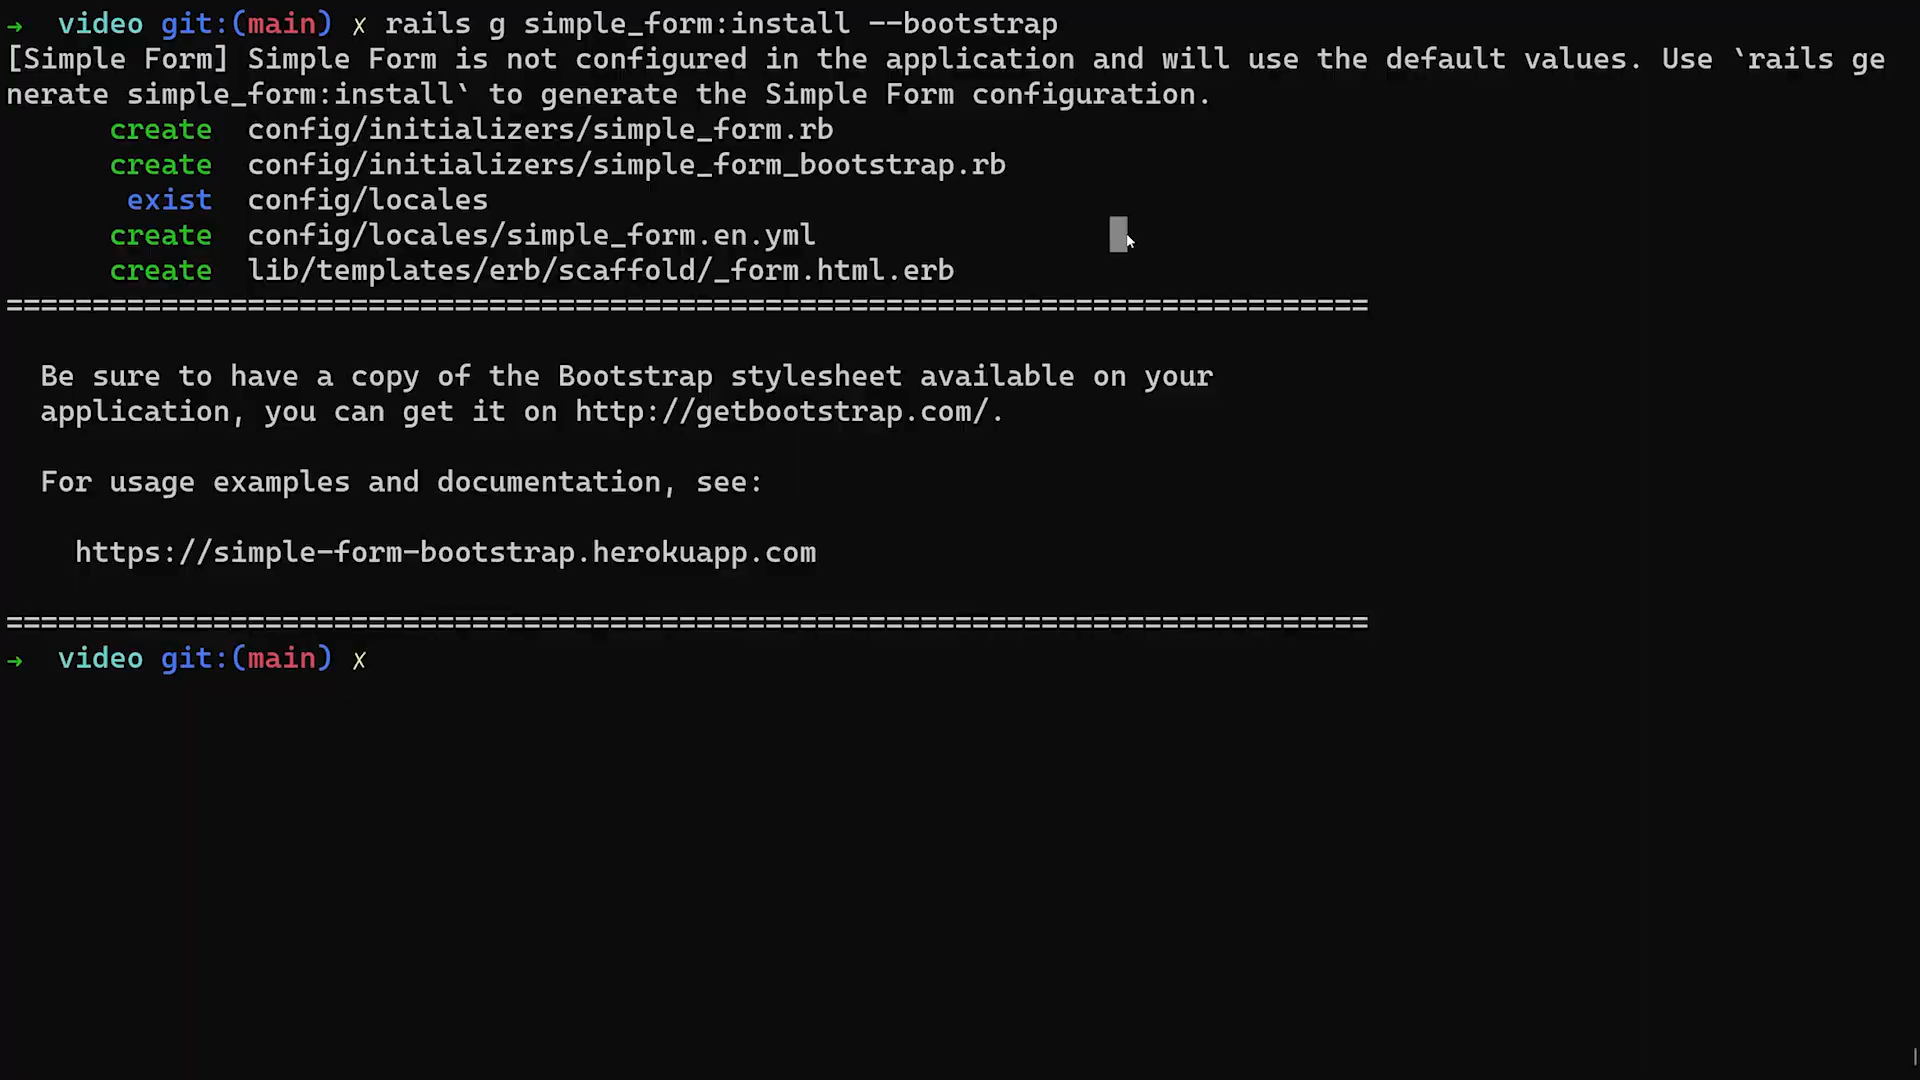 →  video git:(main) ✗ rails g simple_form:install --bootstrap
[Simple Form] Simple Form is not configured in the application and will use the default values. Use `rails ge
nerate simple_form:install` to generate the Simple Form configuration.
      create  config/initializers/simple_form.rb
      create  config/initializers/simple_form_bootstrap.rb
       exist  config/locales
      create  config/locales/simple_form.en.yml
      create  lib/templates/erb/scaffold/_form.html.erb
===============================================================================
  Be sure to have a copy of the Bootstrap stylesheet available on your
  application, you can get it on http://getbootstrap.com/.
  For usage examples and documentation, see:
    https://simple-form-bootstrap.herokuapp.com
===============================================================================
→  video git:(main) ✗